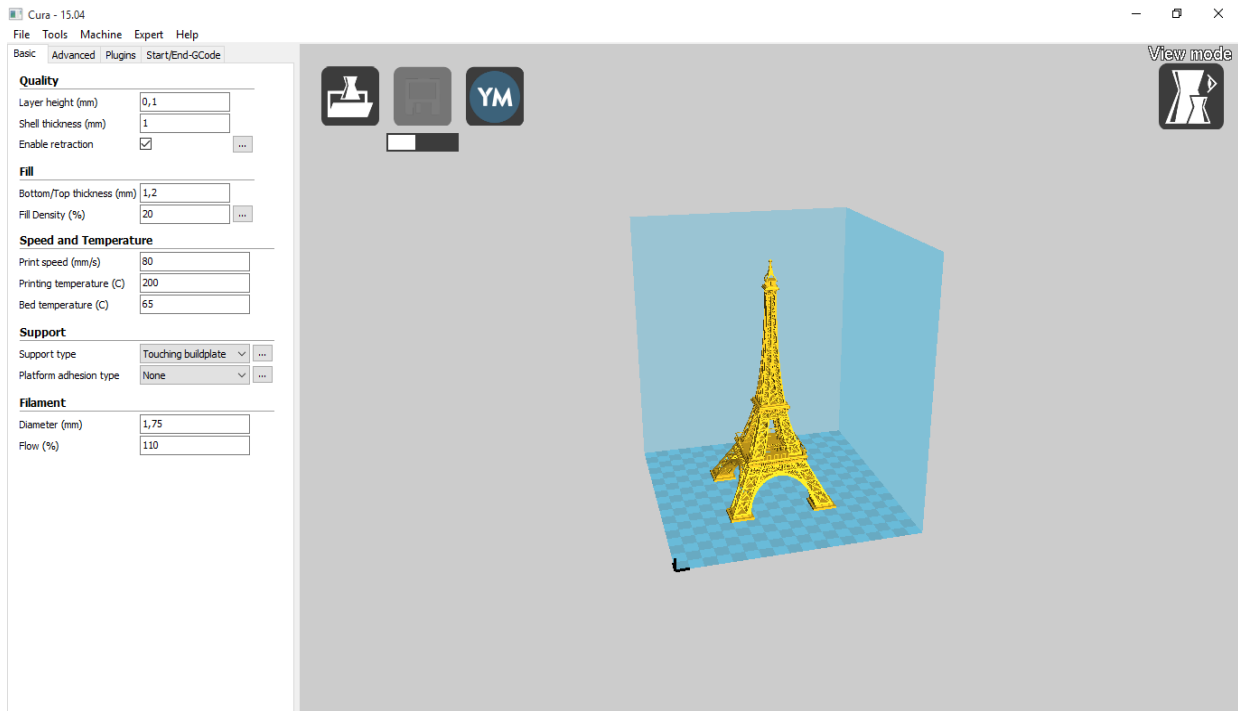 Cura - 15.04
File Tools Machine Expert Help
Basic Advanced Plugins Start/End-GCode
View mode
YM
Quality
Layer height (mm) 0,1
Shell thickness (mm) 1
Enable retraction ...
Fill
Bottom/Top thickness (mm) 1,2
Fill Density (%) 20 ...
Speed and Temperature
Print speed (mm/s) 80
Printing temperature (C) 200
Bed temperature (C) 65
Support
Support type Touching buildplate ...
Platform adhesion type None ...
Filament
Diameter (mm) 1,75
Flow (%) 110